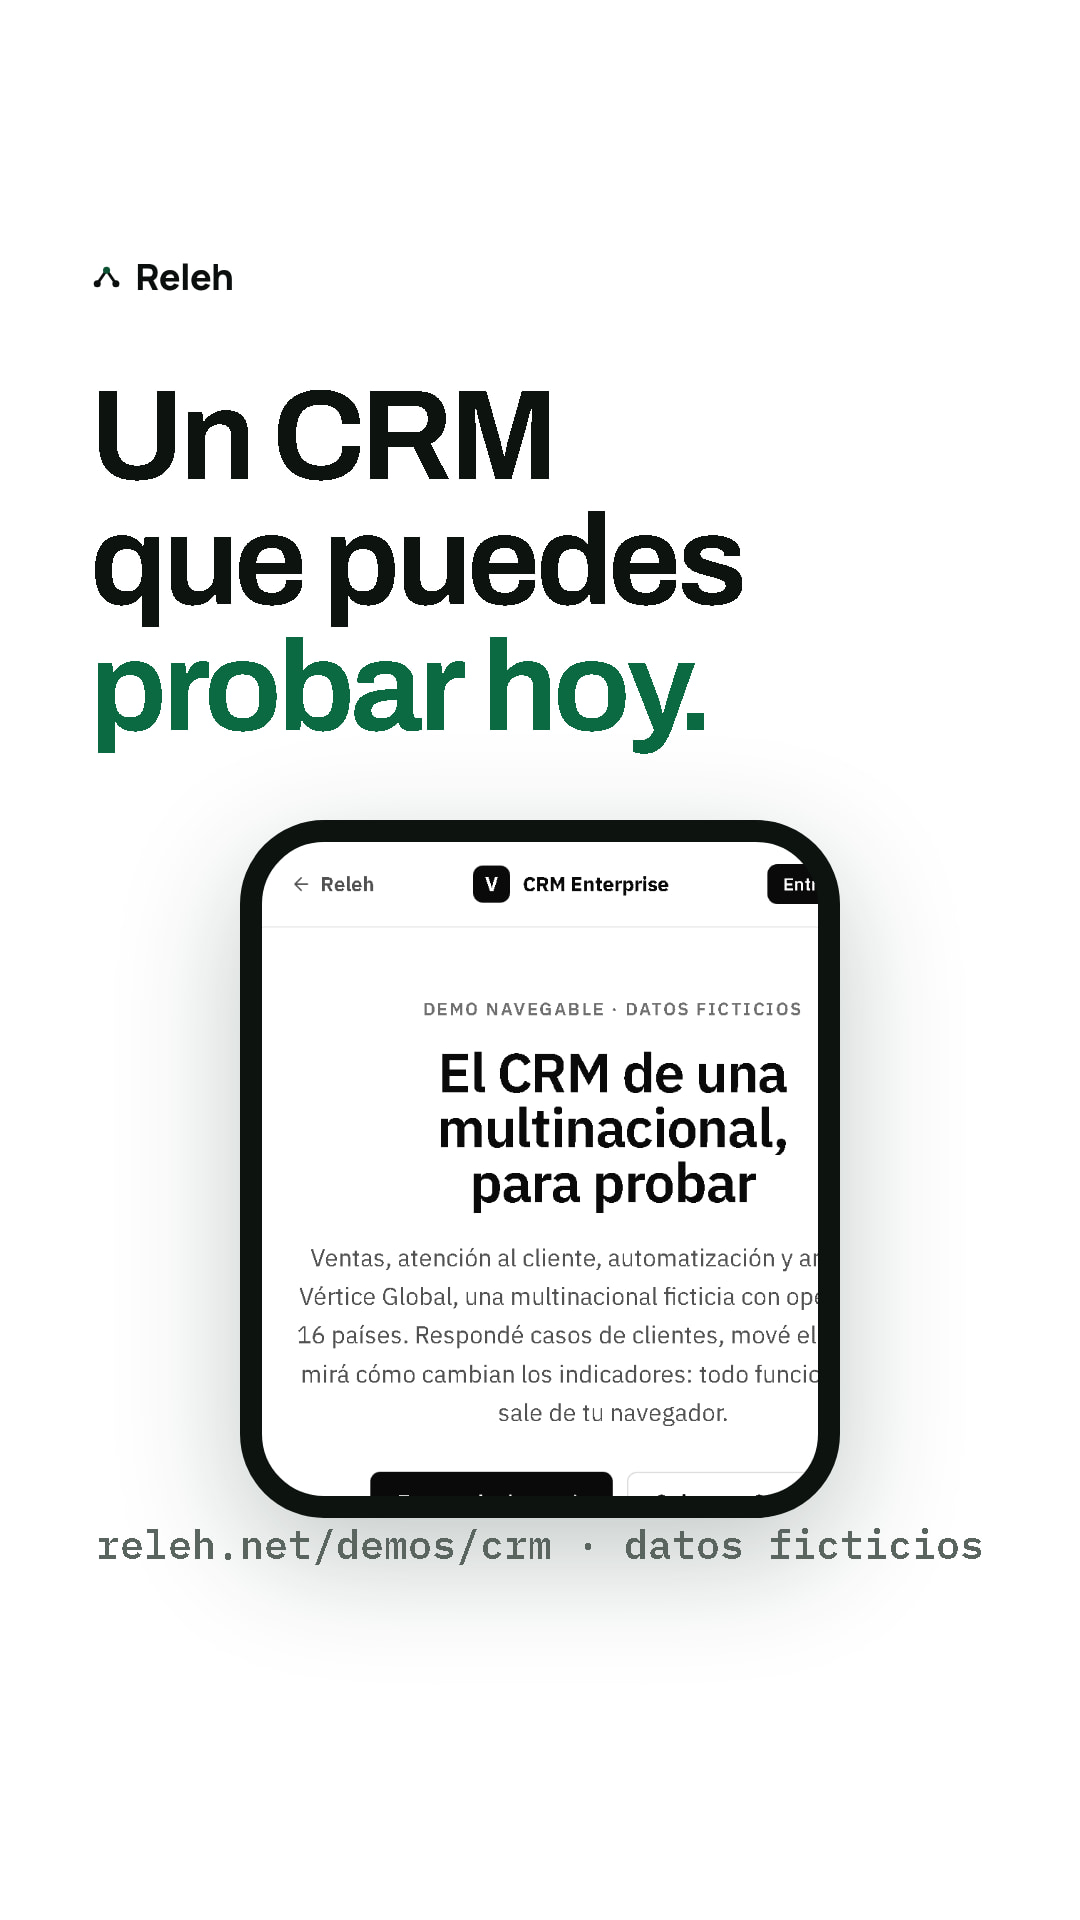 Releh
Un CRM
que puedes
probar hoy.
← Releh
V CRM Enterprise
DEMO NAVEGABLE · DATOS FICTICIOS
El CRM de una
multinacional,
para probar
Ventas, atención al cliente, automatización y
Vértice Global, una multinacional ficticia con
16 países. Respondé casos de clientes, mové el
mirá cómo cambian los indicadores: todo
sale de tu navegador.
releh.net/demos/crm · datos ficticios